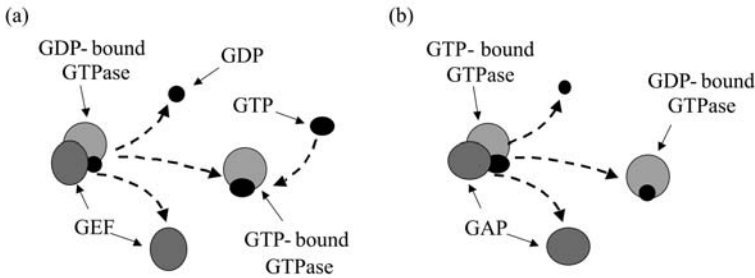 (a)
GDP- bound
GTPase
GDP
GTP
GEF
GTP- bound
GTPase
(b)
GTP- bound
GTPase
GDP-bound
GTPase
GAP